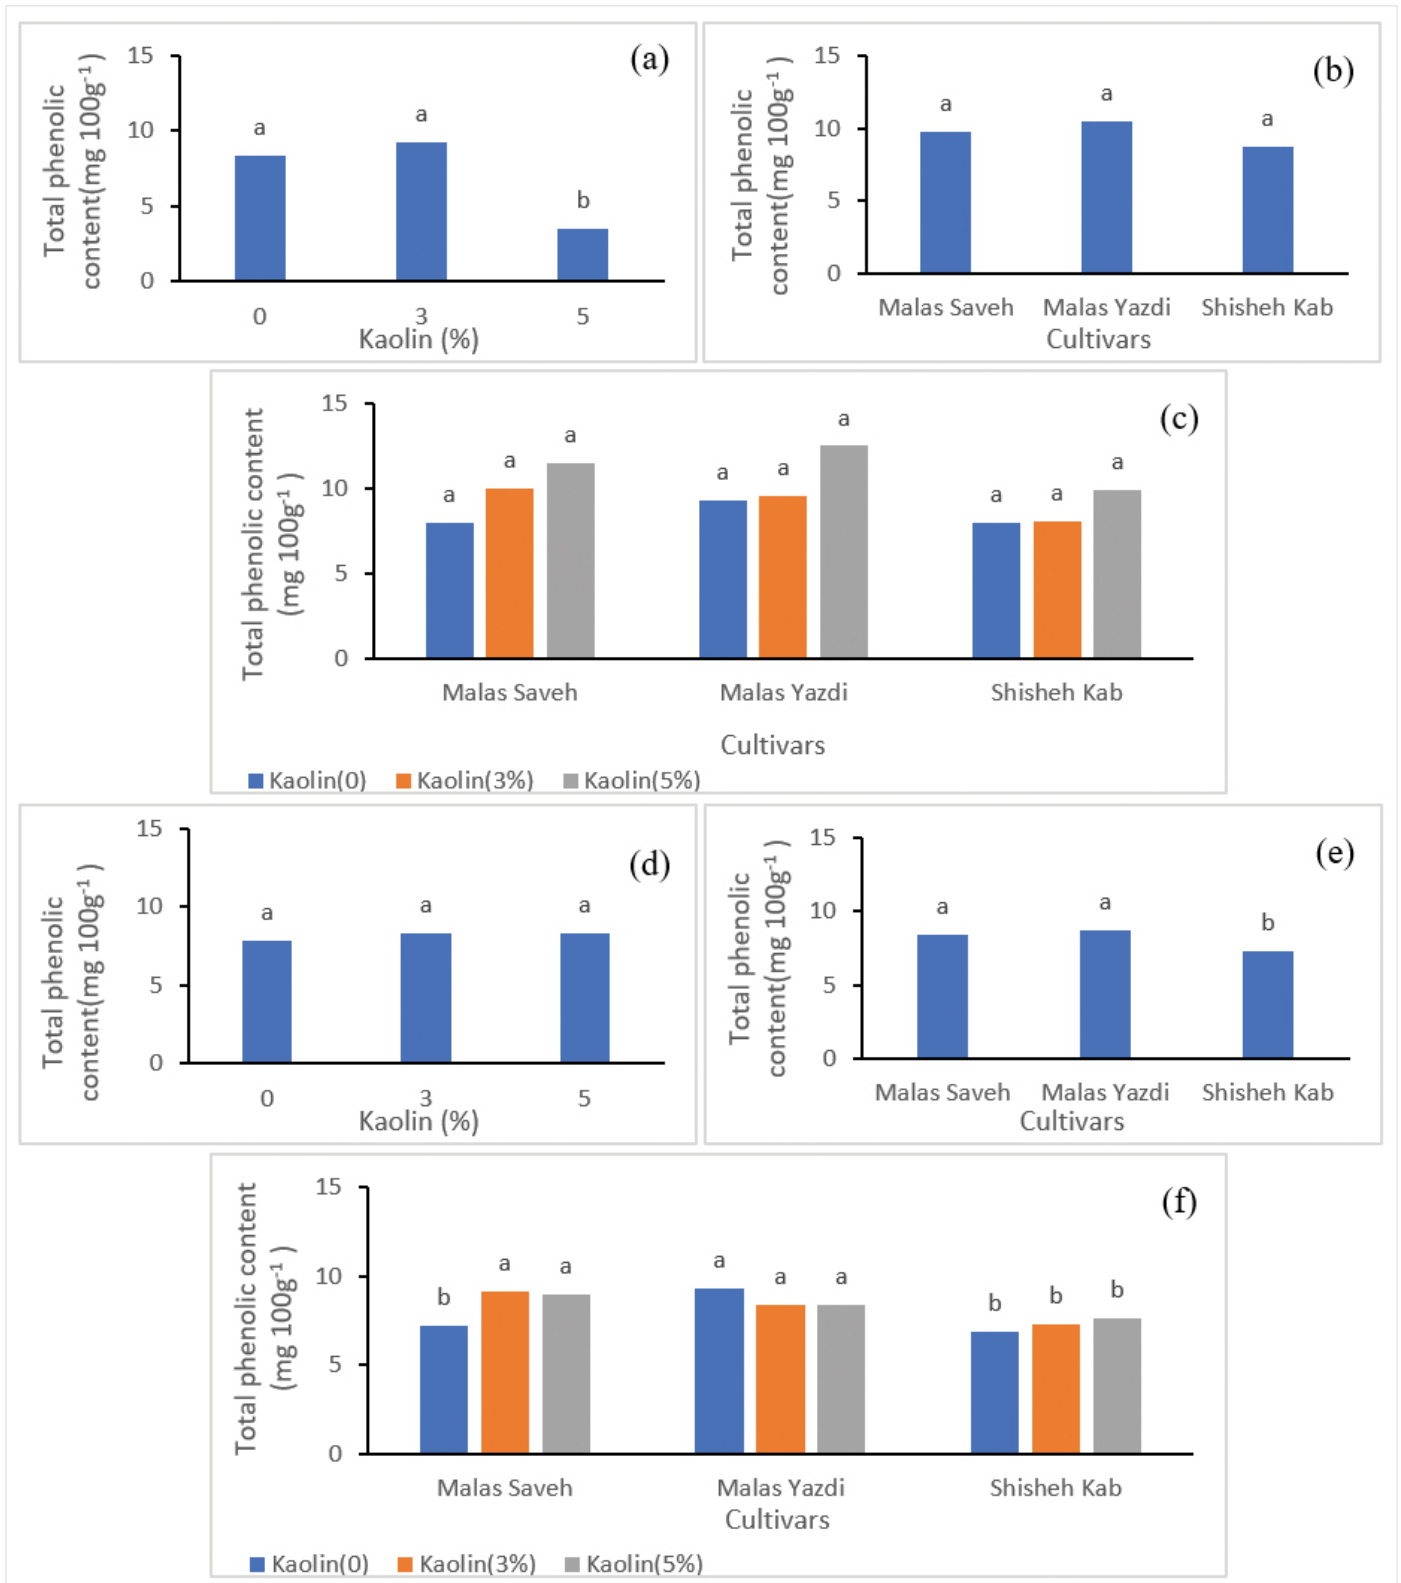 (a)
Total phenolic
content(mg 100g-1 )
15
10
5
0
a
a
b
0
3
5
Kaolin (%)
(b)
Total phenolic
content(mg 100g-1 )
15
10
5
0
a
a
a
Malas Saveh
Malas Yazdi
Shisheh Kab
Cultivars
(c)
Total phenolic content
(mg 100g-1 )
15
10
5
0
a
a
a
a
a
a
a
a
a
Malas Saveh
Malas Yazdi
Shisheh Kab
Cultivars
Kaolin(0)
Kaolin(3%)
Kaolin(5%)
(d)
Total phenolic
content(mg 100g-1 )
15
10
5
0
a
a
a
0
3
5
Kaolin (%)
(e)
Total phenolic
content(mg 100g-1 )
15
10
5
0
a
a
b
Malas Saveh
Malas Yazdi
Shisheh Kab
Cultivars
(f)
Total phenolic content
(mg 100g-1 )
15
10
5
0
b
a
a
a
a
a
b
b
b
Malas Saveh
Malas Yazdi
Shisheh Kab
Cultivars
Kaolin(0)
Kaolin(3%)
Kaolin(5%)